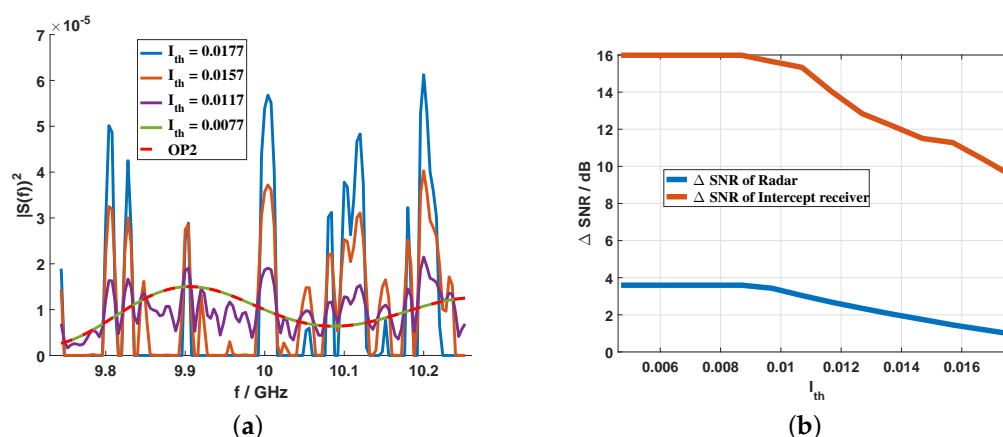 ×10⁻⁵
7
6
5
4
3
2
1
0
|S(f)|²
I_th = 0.0177
I_th = 0.0157
I_th = 0.0117
I_th = 0.0077
OP2
9.8 9.9 10 10.1 10.2
f / GHz
(a)
16
14
12
10
8
6
4
2
0
Δ SNR / dB
Δ SNR of Radar
Δ SNR of Intercept receiver
0.006 0.008 0.01 0.012 0.014 0.016
I_th
(b)